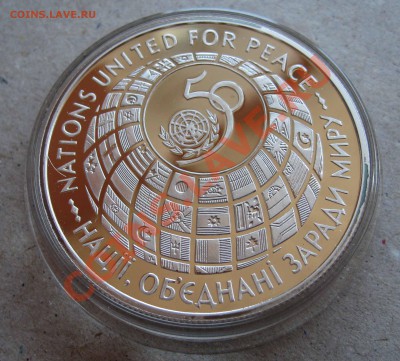 COINS.LAVE.RU
NATIONS UNITED FOR PEACE
50
НАЦІЇ, ОБ'ЄДНАНІ ЗАРАДИ МИРУ